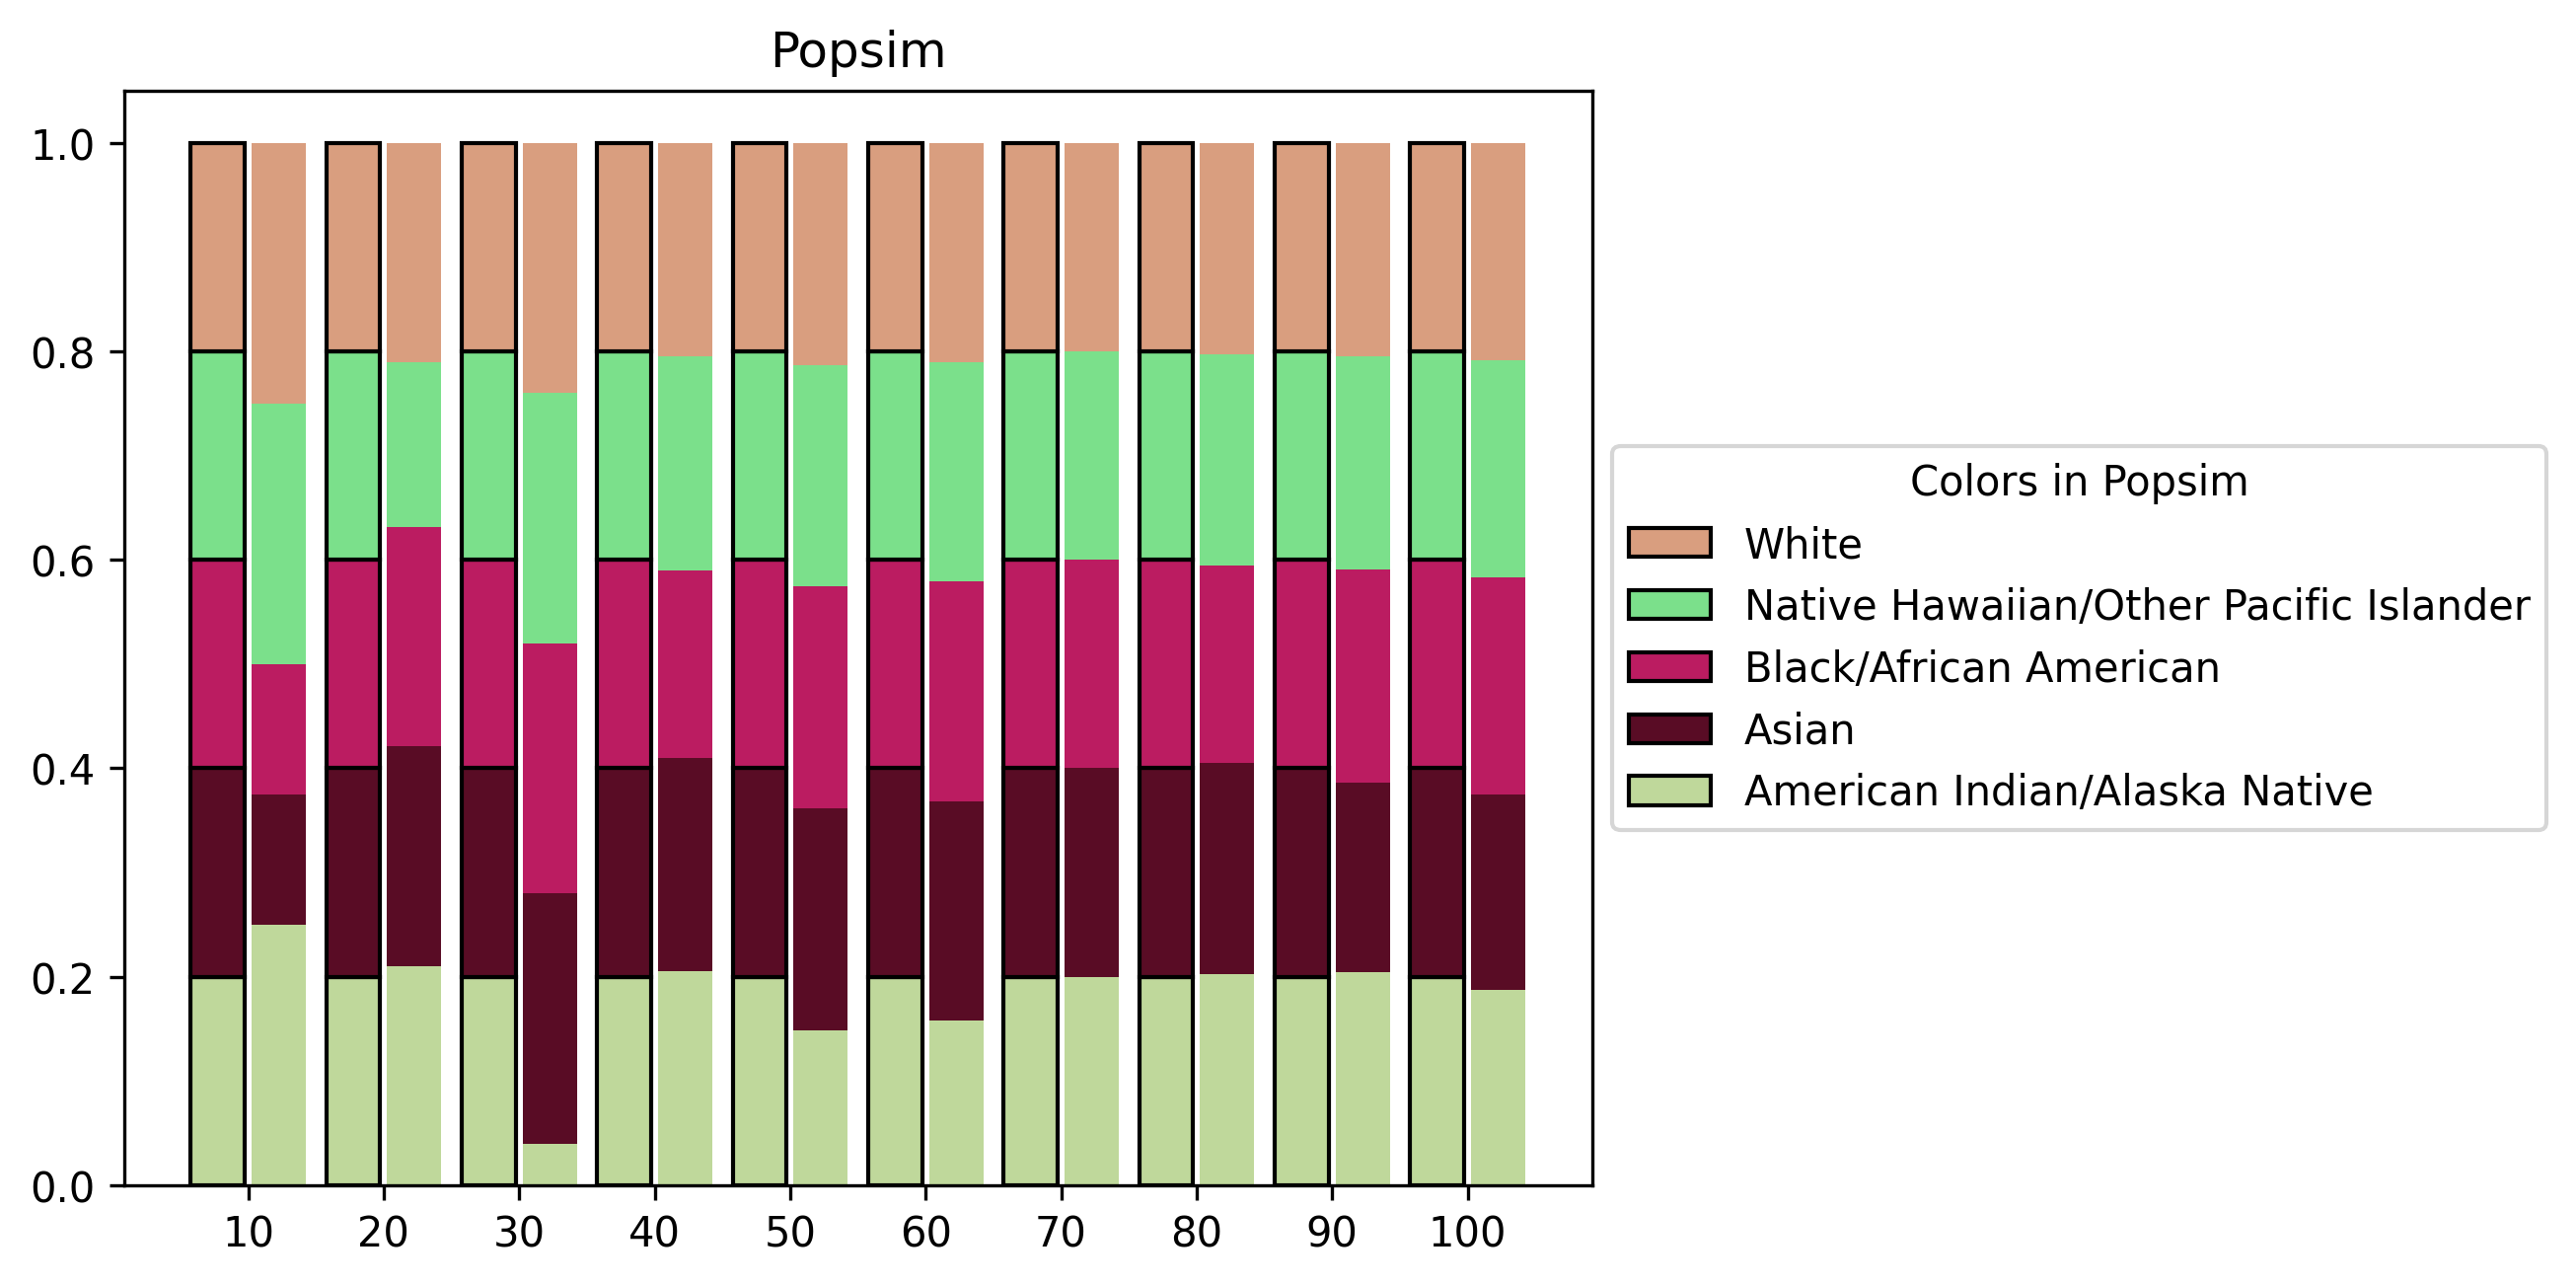 Popsim
1.0
0.8
0.6
0.4
0.2
0.0
10 20 30 40 50 60 70 80 90 100
Colors in Popsim
White
Native Hawaiian/Other Pacific Islander
Black/African American
Asian
American Indian/Alaska Native